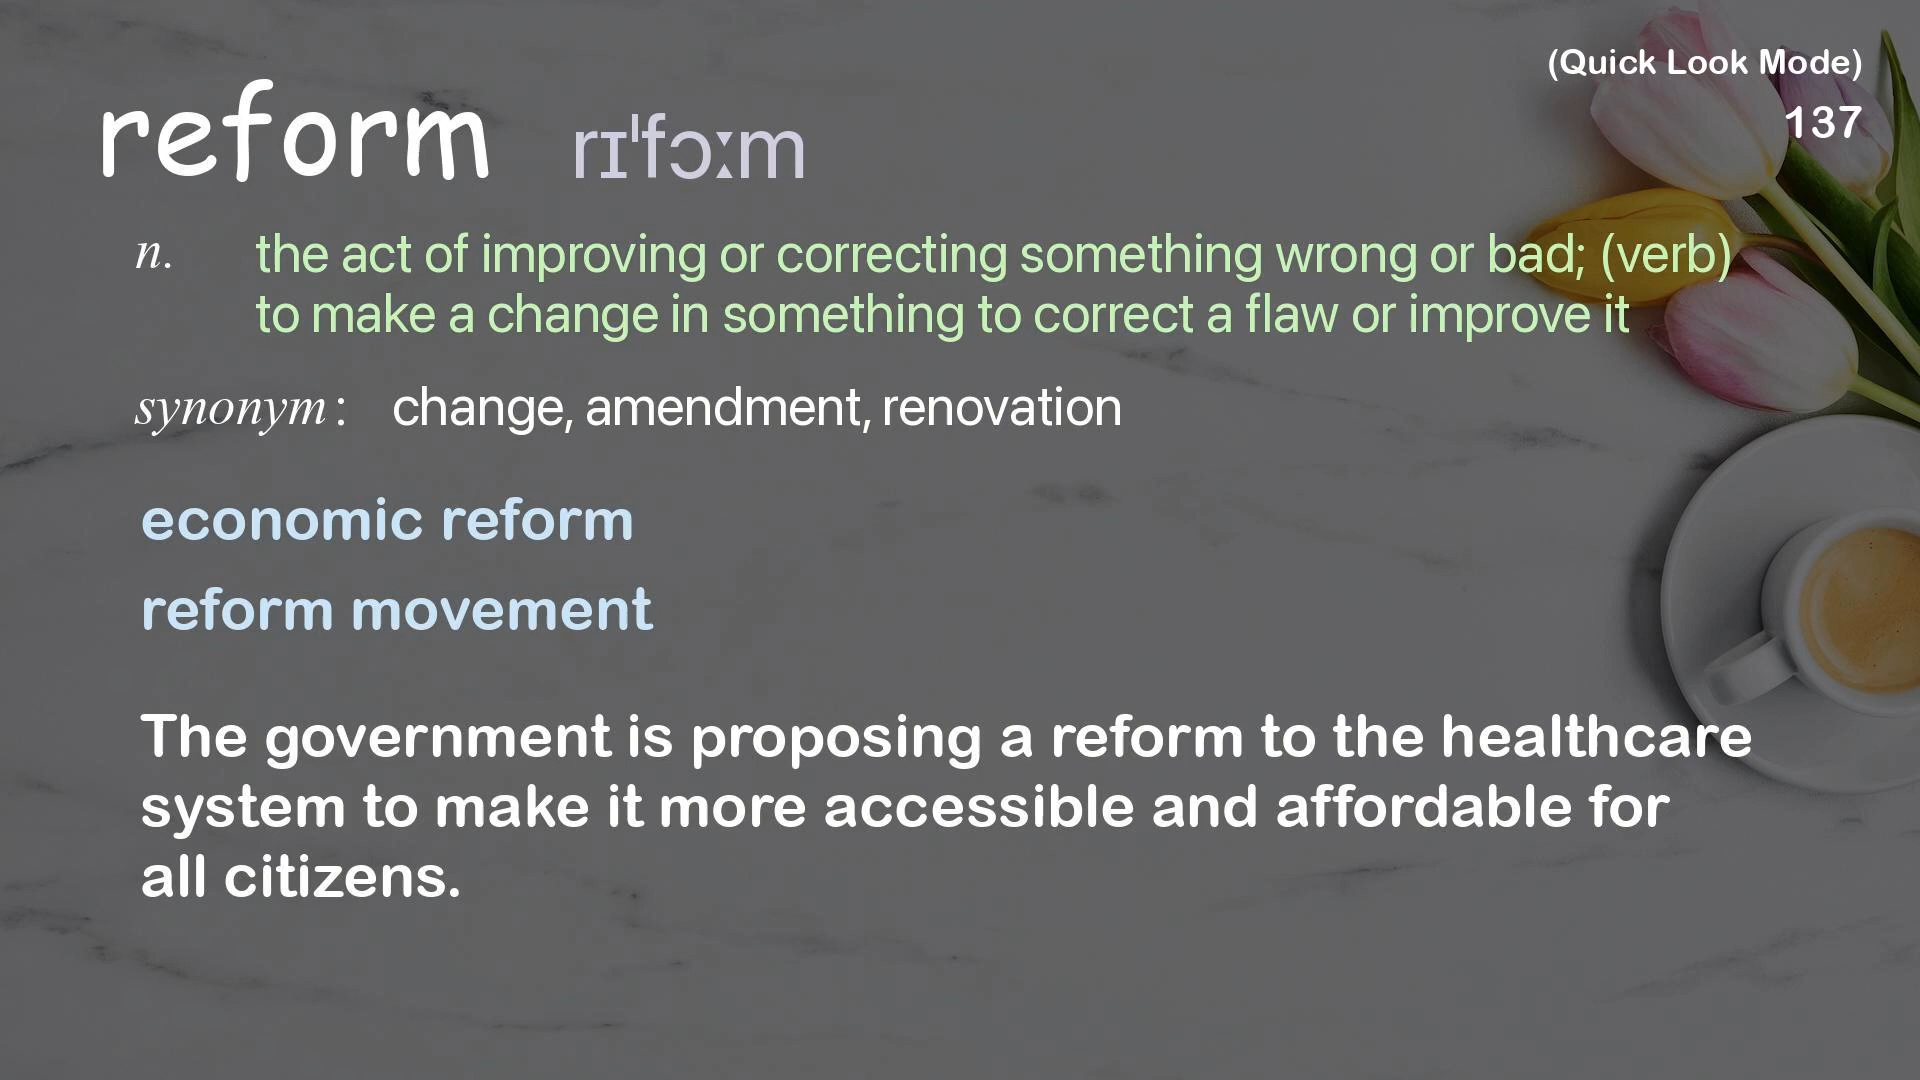 (Quick Look Mode)
137
reform rɪˈfɔːm
n. the act of improving or correcting something wrong or bad; (verb)
to make a change in something to correct a flaw or improve it
synonym: change, amendment, renovation
economic reform
reform movement
The government is proposing a reform to the healthcare
system to make it more accessible and affordable for
all citizens.